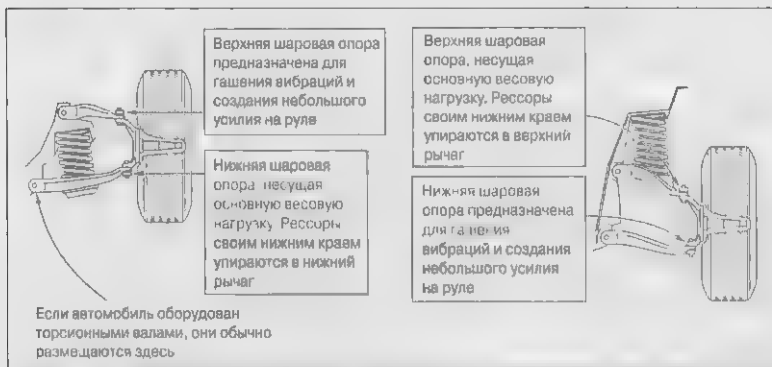 Верхняя шаровая опора
предназначена для
гашения вибраций и
создания небольшого
усилия на руле
Нижняя шаровая
опора, несущая
основную весовую
нагрузку. Рессоры
своим нижним краем
упираются в нижний
рычаг
Если автомобиль оборудован
торсионными валами, они обычно
размещаются здесь
Верхняя шаровая
опора, несущая
основную весовую
нагрузку. Рессоры
своим нижним краем
упираются в верхний
рычаг
Нижняя шаровая
опора предназначена
для гашения
вибраций и создания
небольшого усилия
на руле